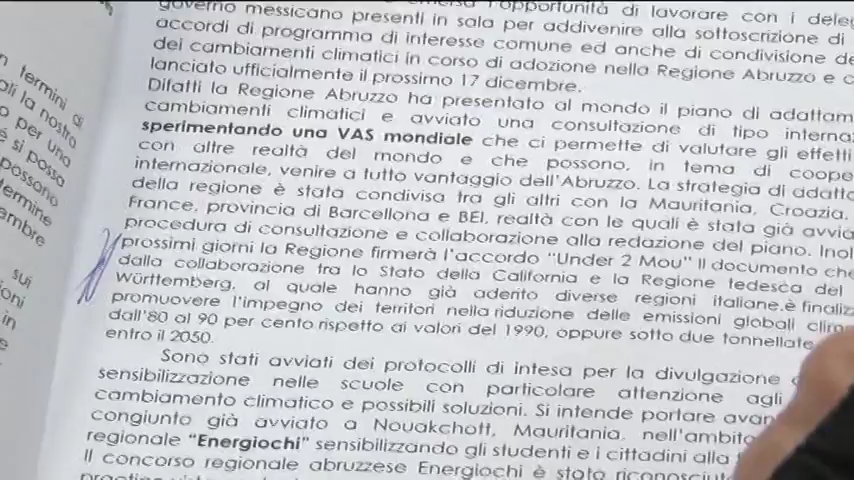 n termini di
ali la nostra
o per una
é si possa
possano
termine
embre
sui
ioni
in
governo messicano presenti in sala per addivenire alla sottoscrizione di
accordi di programma di interesse comune ed anche di condivisione de
dei cambiamenti climatici in corso di adozione nella Regione Abruzzo e c
lanciato ufficialmente il prossimo 17 dicembre.
Difatti la Regione Abruzzo ha presentato al mondo il piano di adattam
cambiamenti climatici e avviato una consultazione di tipo interna
sperimentando una VAS mondiale che ci permette di valutare gli effetti
con altre realtà del mondo e che possono, in tema di coope
internazionale, venire a tutto vantaggio dell'Abruzzo. La strategia di adatta
della regione è stata condivisa tra gli altri con la Mauritania, Croazia,
France, provincia di Barcellona e BEI, realtà con le quali è stata già avvia
procedura di consultazione e collaborazione alla redazione del piano. Inol
prossimi giorni la Regione firmerà l'accordo "Under 2 Mou" Il documento che
dalla collaborazione tra lo Stato della California e la Regione tedesca del
Württemberg, al quale hanno già aderito diverse regioni italiane,è finaliz
promuovere l'impegno dei territori nella riduzione delle emissioni globali clim
dall'80 al 90 per cento rispetto ai valori del 1990, oppure sotto due tonnellate
entro il 2050.
Sono stati avviati dei protocolli di intesa per la divulgazione
sensibilizzazione nelle scuole con particolare attenzione agli
cambiamento climatico e possibili soluzioni. Si intende portare avan
congiunto già avviato a Nouakchott, Mauritania, nell'ambito
regionale "Energiochi" sensibilizzando gli studenti e i cittadini alla
Il concorso regionale abruzzese Energiochi è stato riconosciut